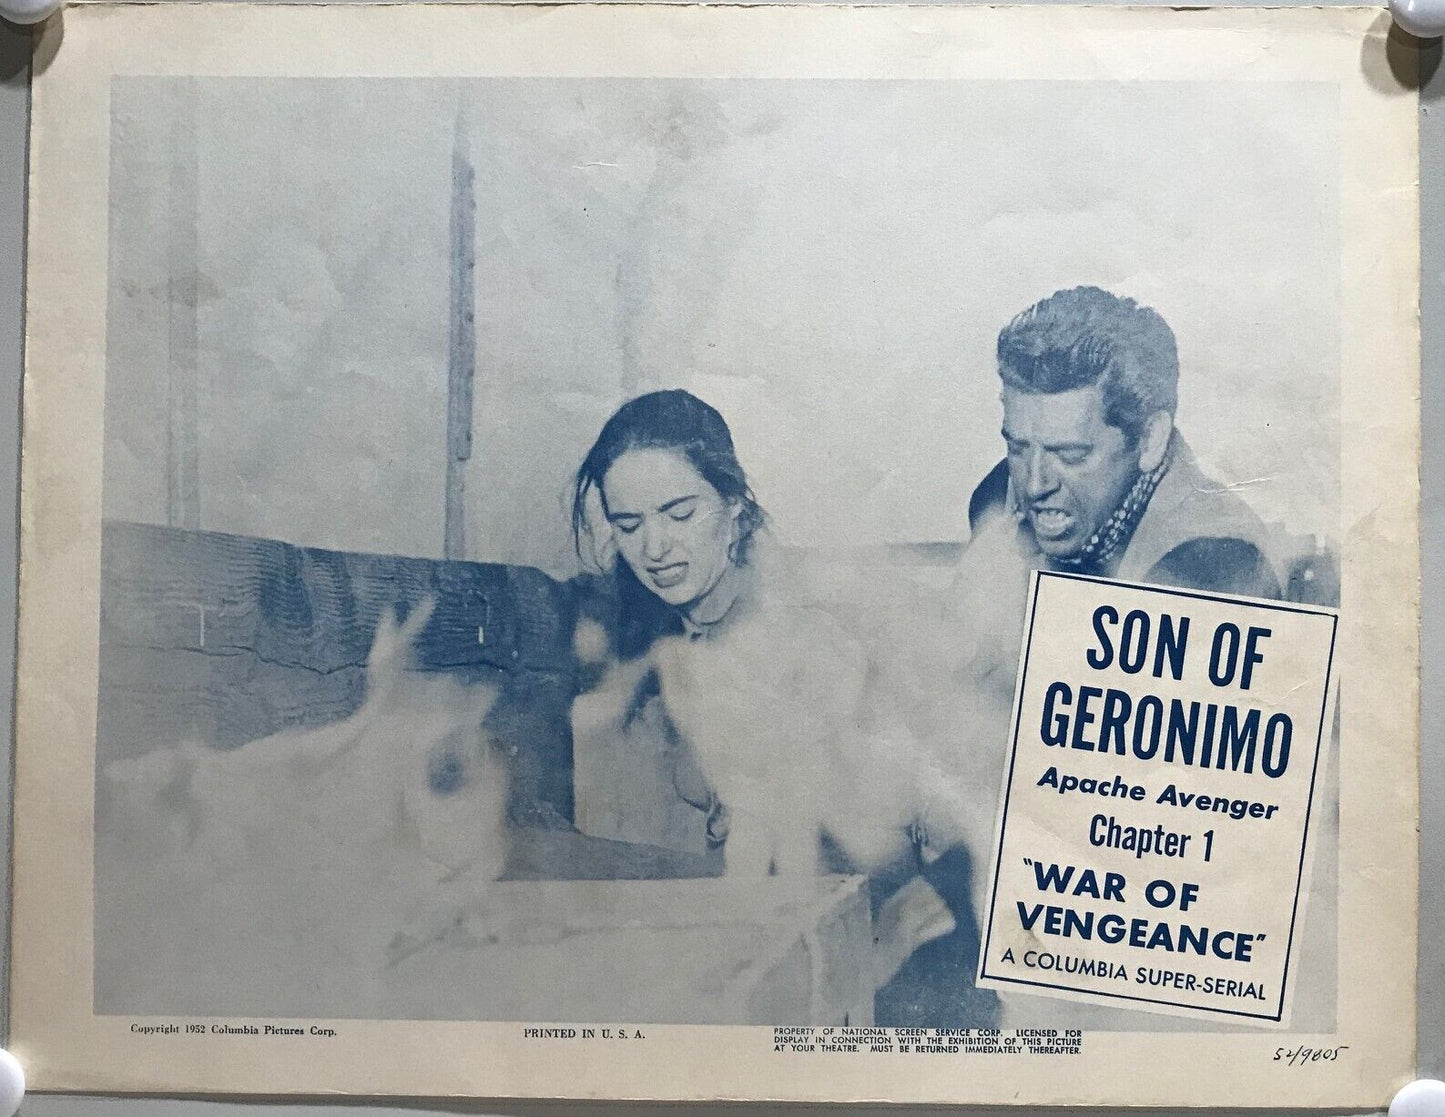 SON OF
GERONIMO
Apache Avenger
Chapter 1
"WAR OF
VENGEANCE"
A COLUMBIA SUPER-SERIAL
Copyright 1952 Columbia Pictures Corp.
PRINTED IN U. S. A.
PROPERTY OF NATIONAL SCREEN SERVICE CORP. LICENSED FOR
DISPLAY IN CONNECTION WITH THE EXHIBITION OF THIS PICTURE
AT YOUR THEATRE. MUST BE RETURNED IMMEDIATELY THEREAFTER.
52/9805